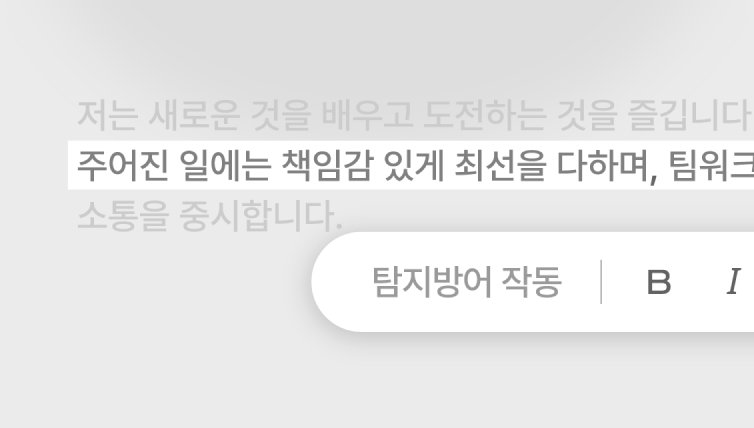 저는 새로운 것을 배우고 도전하는 것을 즐깁니다
주어진 일에는 책임감 있게 최선을 다하며, 팀워크
소통을 중시합니다.
탐지방어 작동 B I